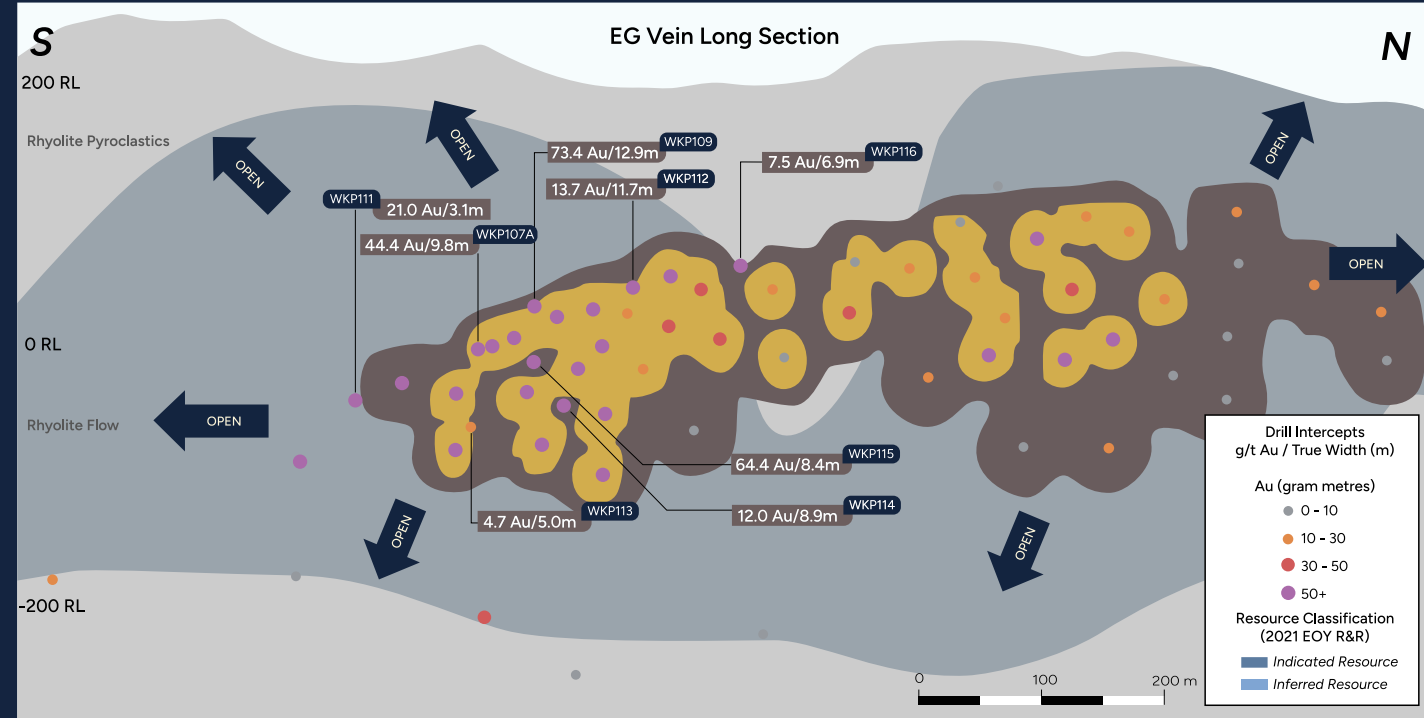 EG Vein Long Section
S
N
200 RL
Rhyolite Pyroclastics
OPEN
OPEN
OPEN
73.4 Au/12.9m
WKP109
7.5 Au/6.9m
WKP116
13.7 Au/11.7m
WKP112
WKP111
21.0 Au/3.1m
44.4 Au/9.8m
WKP107A
OPEN
0 RL
Rhyolite Flow
OPEN
64.4 Au/8.4m
WKP115
12.0 Au/8.9m
WKP114
4.7 Au/5.0m
WKP113
OPEN
OPEN
-200 RL
Drill Intercepts
g/t Au / True Width (m)
Au (gram metres)
0 - 10
10 - 30
30 - 50
50+
Resource Classification
(2021 EOY R&R)
Indicated Resource
Inferred Resource
0 100 200 m